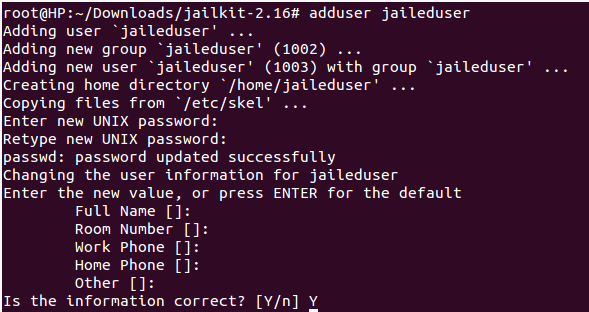 root@HP:~/Downloads/jailkit-2.16# adduser jaileduser
Adding user `jaileduser' ...
Adding new group `jaileduser' (1002) ...
Adding new user `jaileduser' (1003) with group `jaileduser' ...
Creating home directory `/home/jaileduser' ...
Copying files from `/etc/skel' ...
Enter new UNIX password:
Retype new UNIX password:
passwd: password updated successfully
Changing the user information for jaileduser
Enter the new value, or press ENTER for the default
        Full Name []:
        Room Number []:
        Work Phone []:
        Home Phone []:
        Other []:
Is the information correct? [Y/n] Y